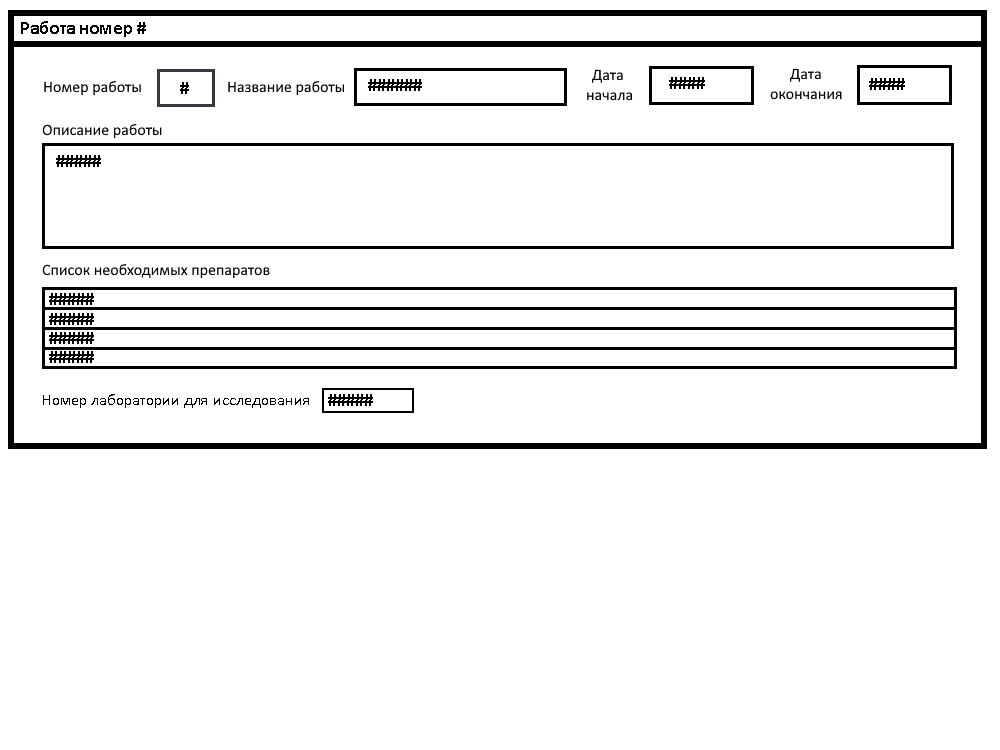 Работа номер #
Номер работы # Название работы ###### Дата начала #### Дата окончания ####
Описание работы
#####
Список необходимых препаратов
#####
#####
#####
#####
Номер лаборатории для исследования #####